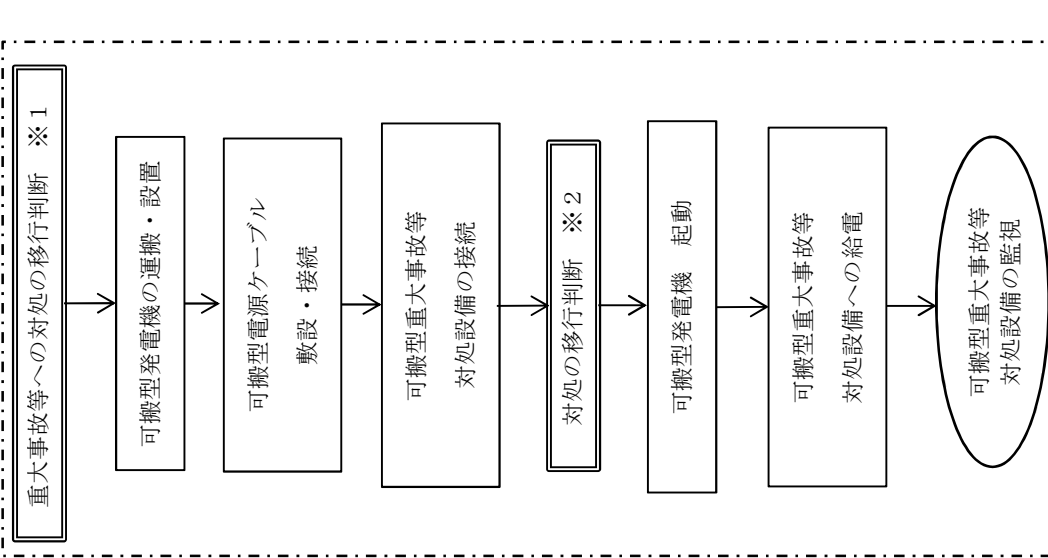 重大事故等への対処の移行判断　※１
可搬型発電機の運搬・設置
可搬型電源ケーブル
敷設・接続
可搬型重大事故等
対処設備の接続
対処の移行判断　※２
可搬型発電機　起動
可搬型重大事故等
対処設備への給電
可搬型重大事故等
対処設備の監視